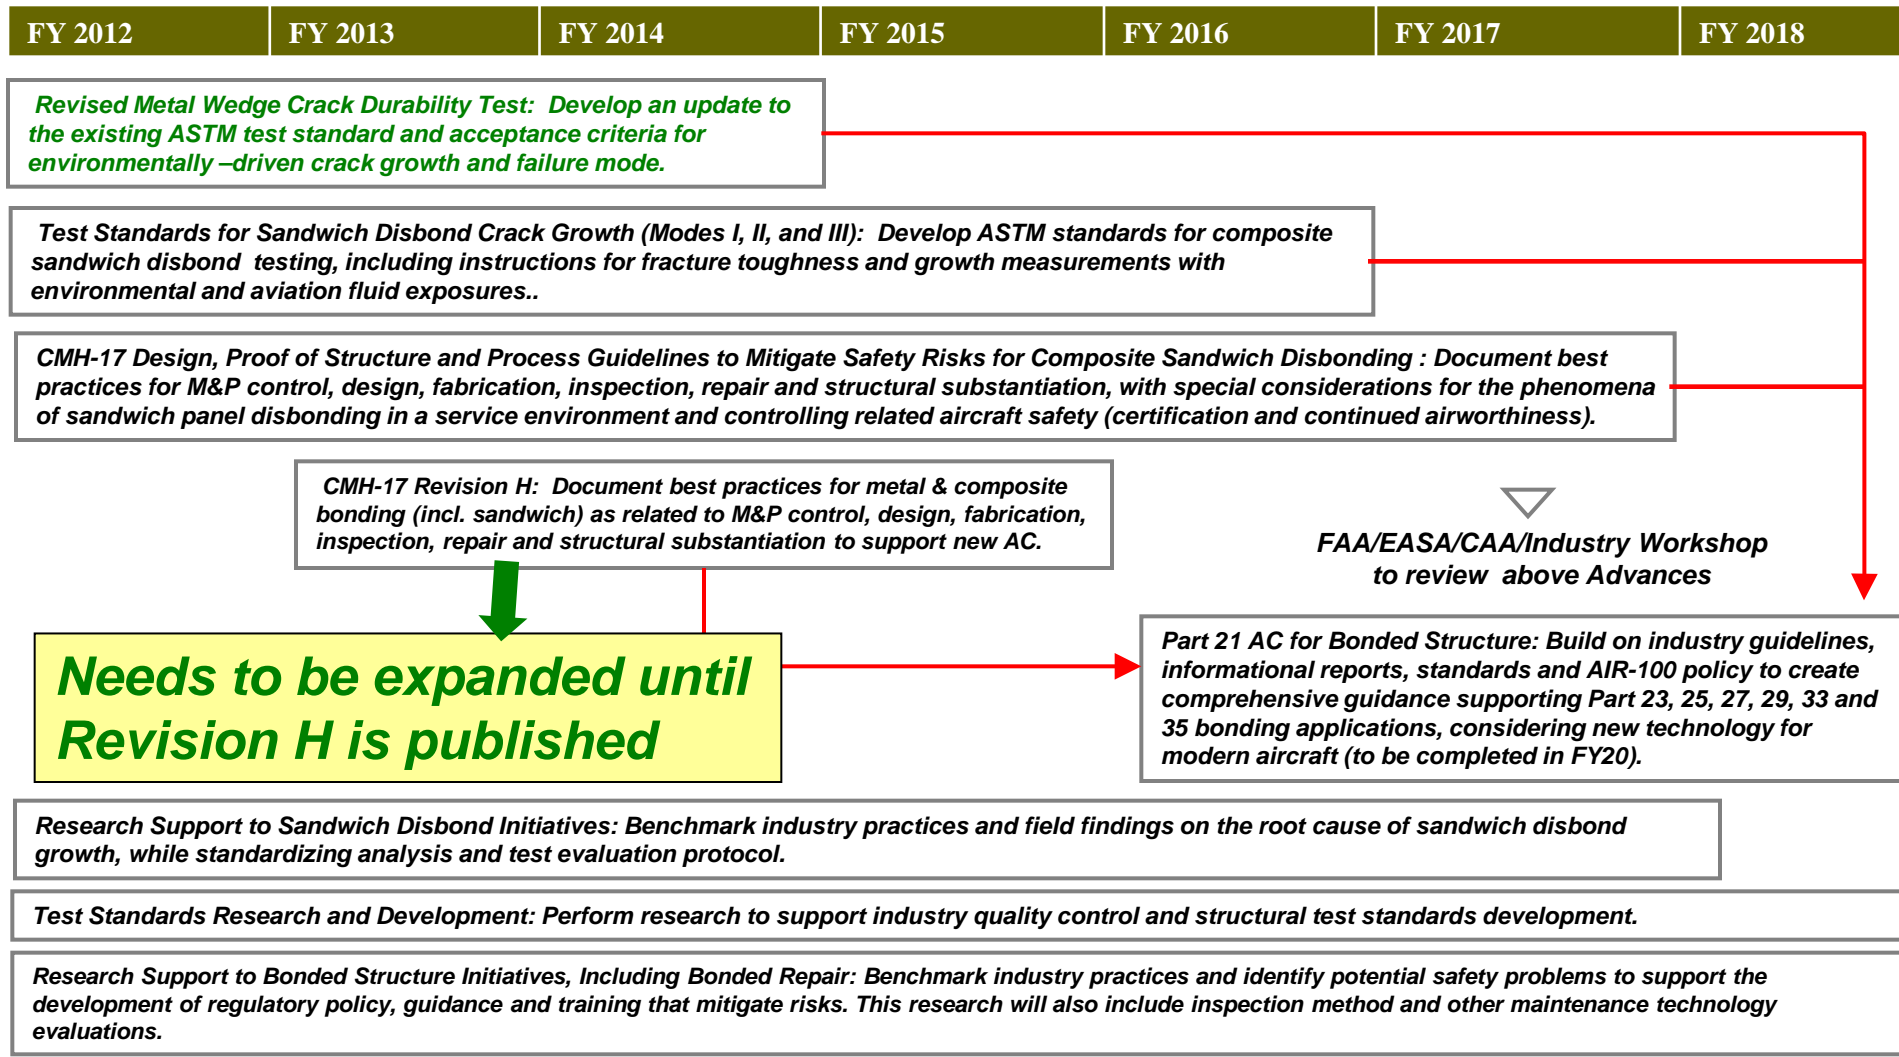 FY 2012 FY 2013 FY 2014 FY 2015 FY 2016 FY 2017 FY 2018
Revised Metal Wedge Crack Durability Test: Develop an update to
the existing ASTM test standard and acceptance criteria for
environmentally –driven crack growth and failure mode.
Test Standards for Sandwich Disbond Crack Growth (Modes I, II, and III): Develop ASTM standards for composite
sandwich disbond testing, including instructions for fracture toughness and growth measurements with
environmental and aviation fluid exposures..
CMH-17 Design, Proof of Structure and Process Guidelines to Mitigate Safety Risks for Composite Sandwich Disbonding : Document best
practices for M&P control, design, fabrication, inspection, repair and structural substantiation, with special considerations for the phenomena
of sandwich panel disbonding in a service environment and controlling related aircraft safety (certification and continued airworthiness).
CMH-17 Revision H: Document best practices for metal & composite
bonding (incl. sandwich) as related to M&P control, design, fabrication,
inspection, repair and structural substantiation to support new AC.
FAA/EASA/CAA/Industry Workshop
to review above Advances
Needs to be expanded until
Revision H is published
Part 21 AC for Bonded Structure: Build on industry guidelines,
informational reports, standards and AIR-100 policy to create
comprehensive guidance supporting Part 23, 25, 27, 29, 33 and
35 bonding applications, considering new technology for
modern aircraft (to be completed in FY20).
Research Support to Sandwich Disbond Initiatives: Benchmark industry practices and field findings on the root cause of sandwich disbond
growth, while standardizing analysis and test evaluation protocol.
Test Standards Research and Development: Perform research to support industry quality control and structural test standards development.
Research Support to Bonded Structure Initiatives, Including Bonded Repair: Benchmark industry practices and identify potential safety problems to support the
development of regulatory policy, guidance and training that mitigate risks. This research will also include inspection method and other maintenance technology
evaluations.